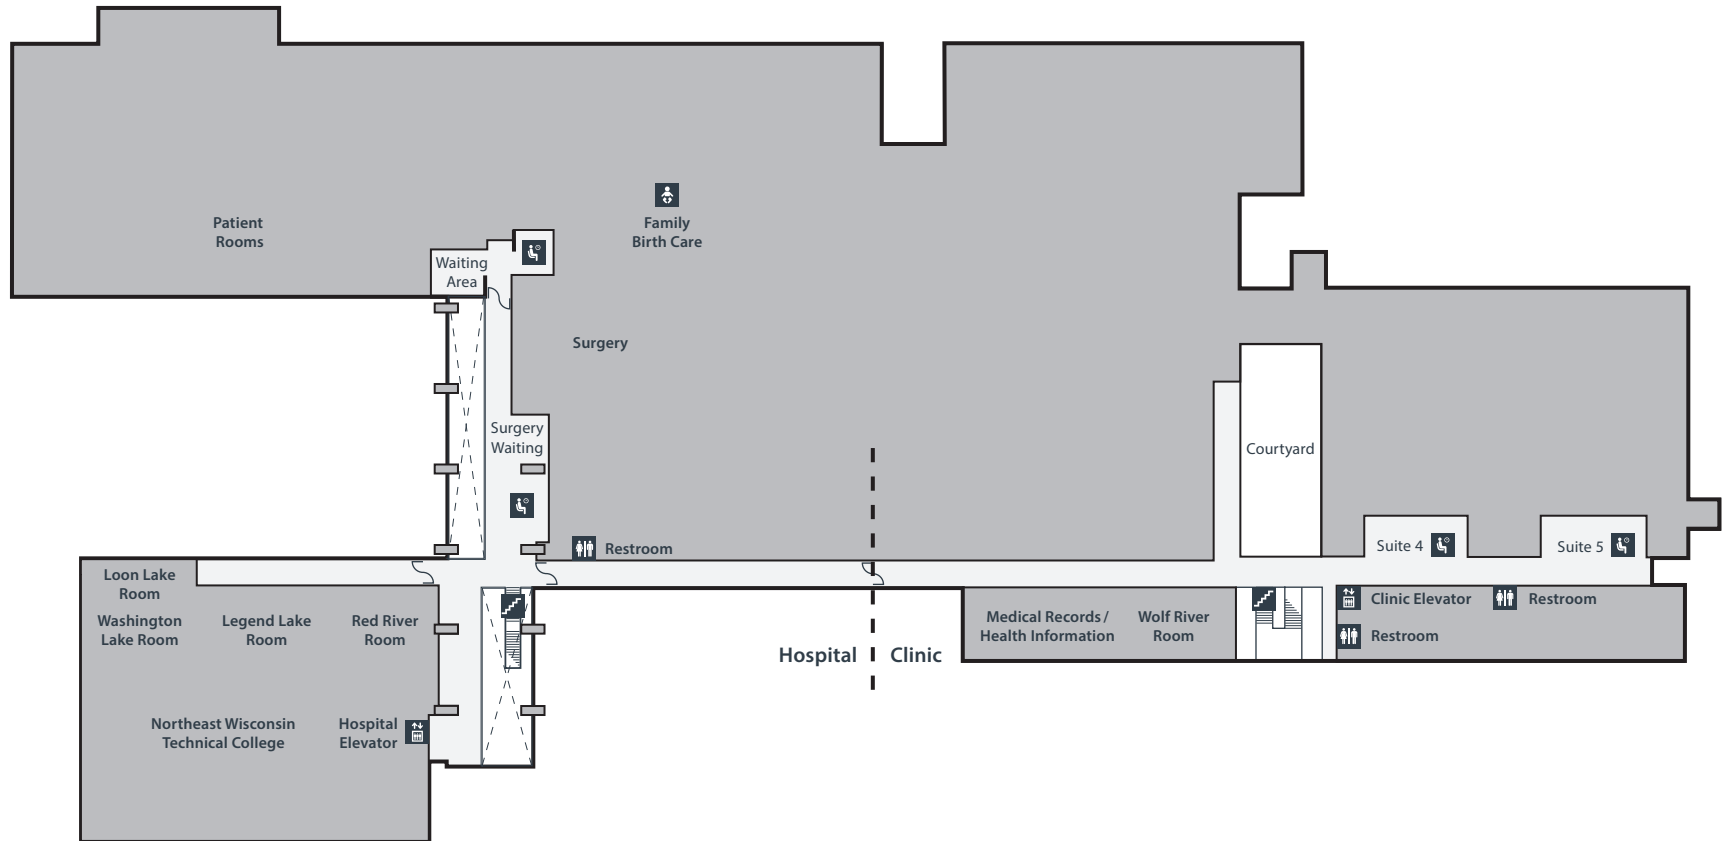 Patient
Rooms
Family
Birth Care
Waiting
Area
Surgery
Surgery
Waiting
Courtyard
Restroom
Suite 4
Suite 5
Loon Lake
Room
Washington
Lake Room
Legend Lake
Room
Red River
Room
Medical Records /
Health Information
Wolf River
Room
Clinic Elevator
Restroom
Restroom
Hospital
Clinic
Northeast Wisconsin
Technical College
Hospital
Elevator